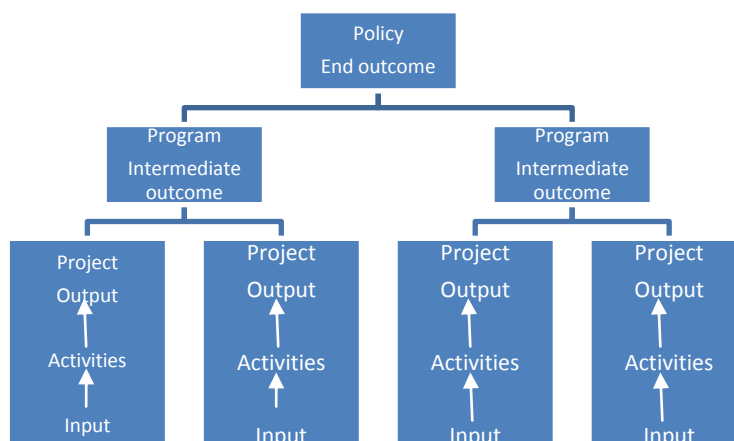 Policy
End outcome
Program
Intermediate
outcome
Program
Intermediate
outcome
Project
Output
Activities
Input
Project
Output
Activities
Input
Project
Output
Activities
Input
Project
Output
Activities
Input